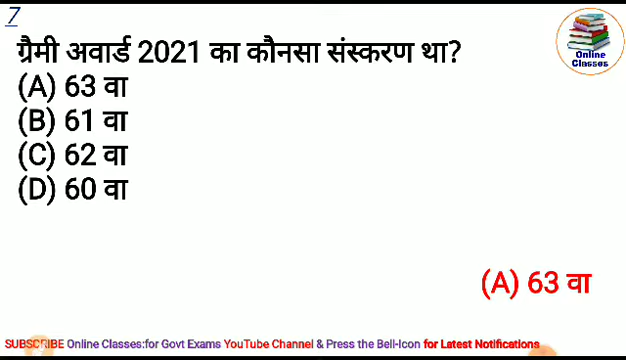 7
ग्रैमी अवार्ड 2021 का कौनसा संस्करण था?
(A) 63 वा
(B) 61 वा
(C) 62 वा
(D) 60 वा
Online
Classes
(A) 63 वा
SUBSCRIBE Online Classes:for Govt Exams YouTube Channel & Press the Bell-Icon for Latest Notifications